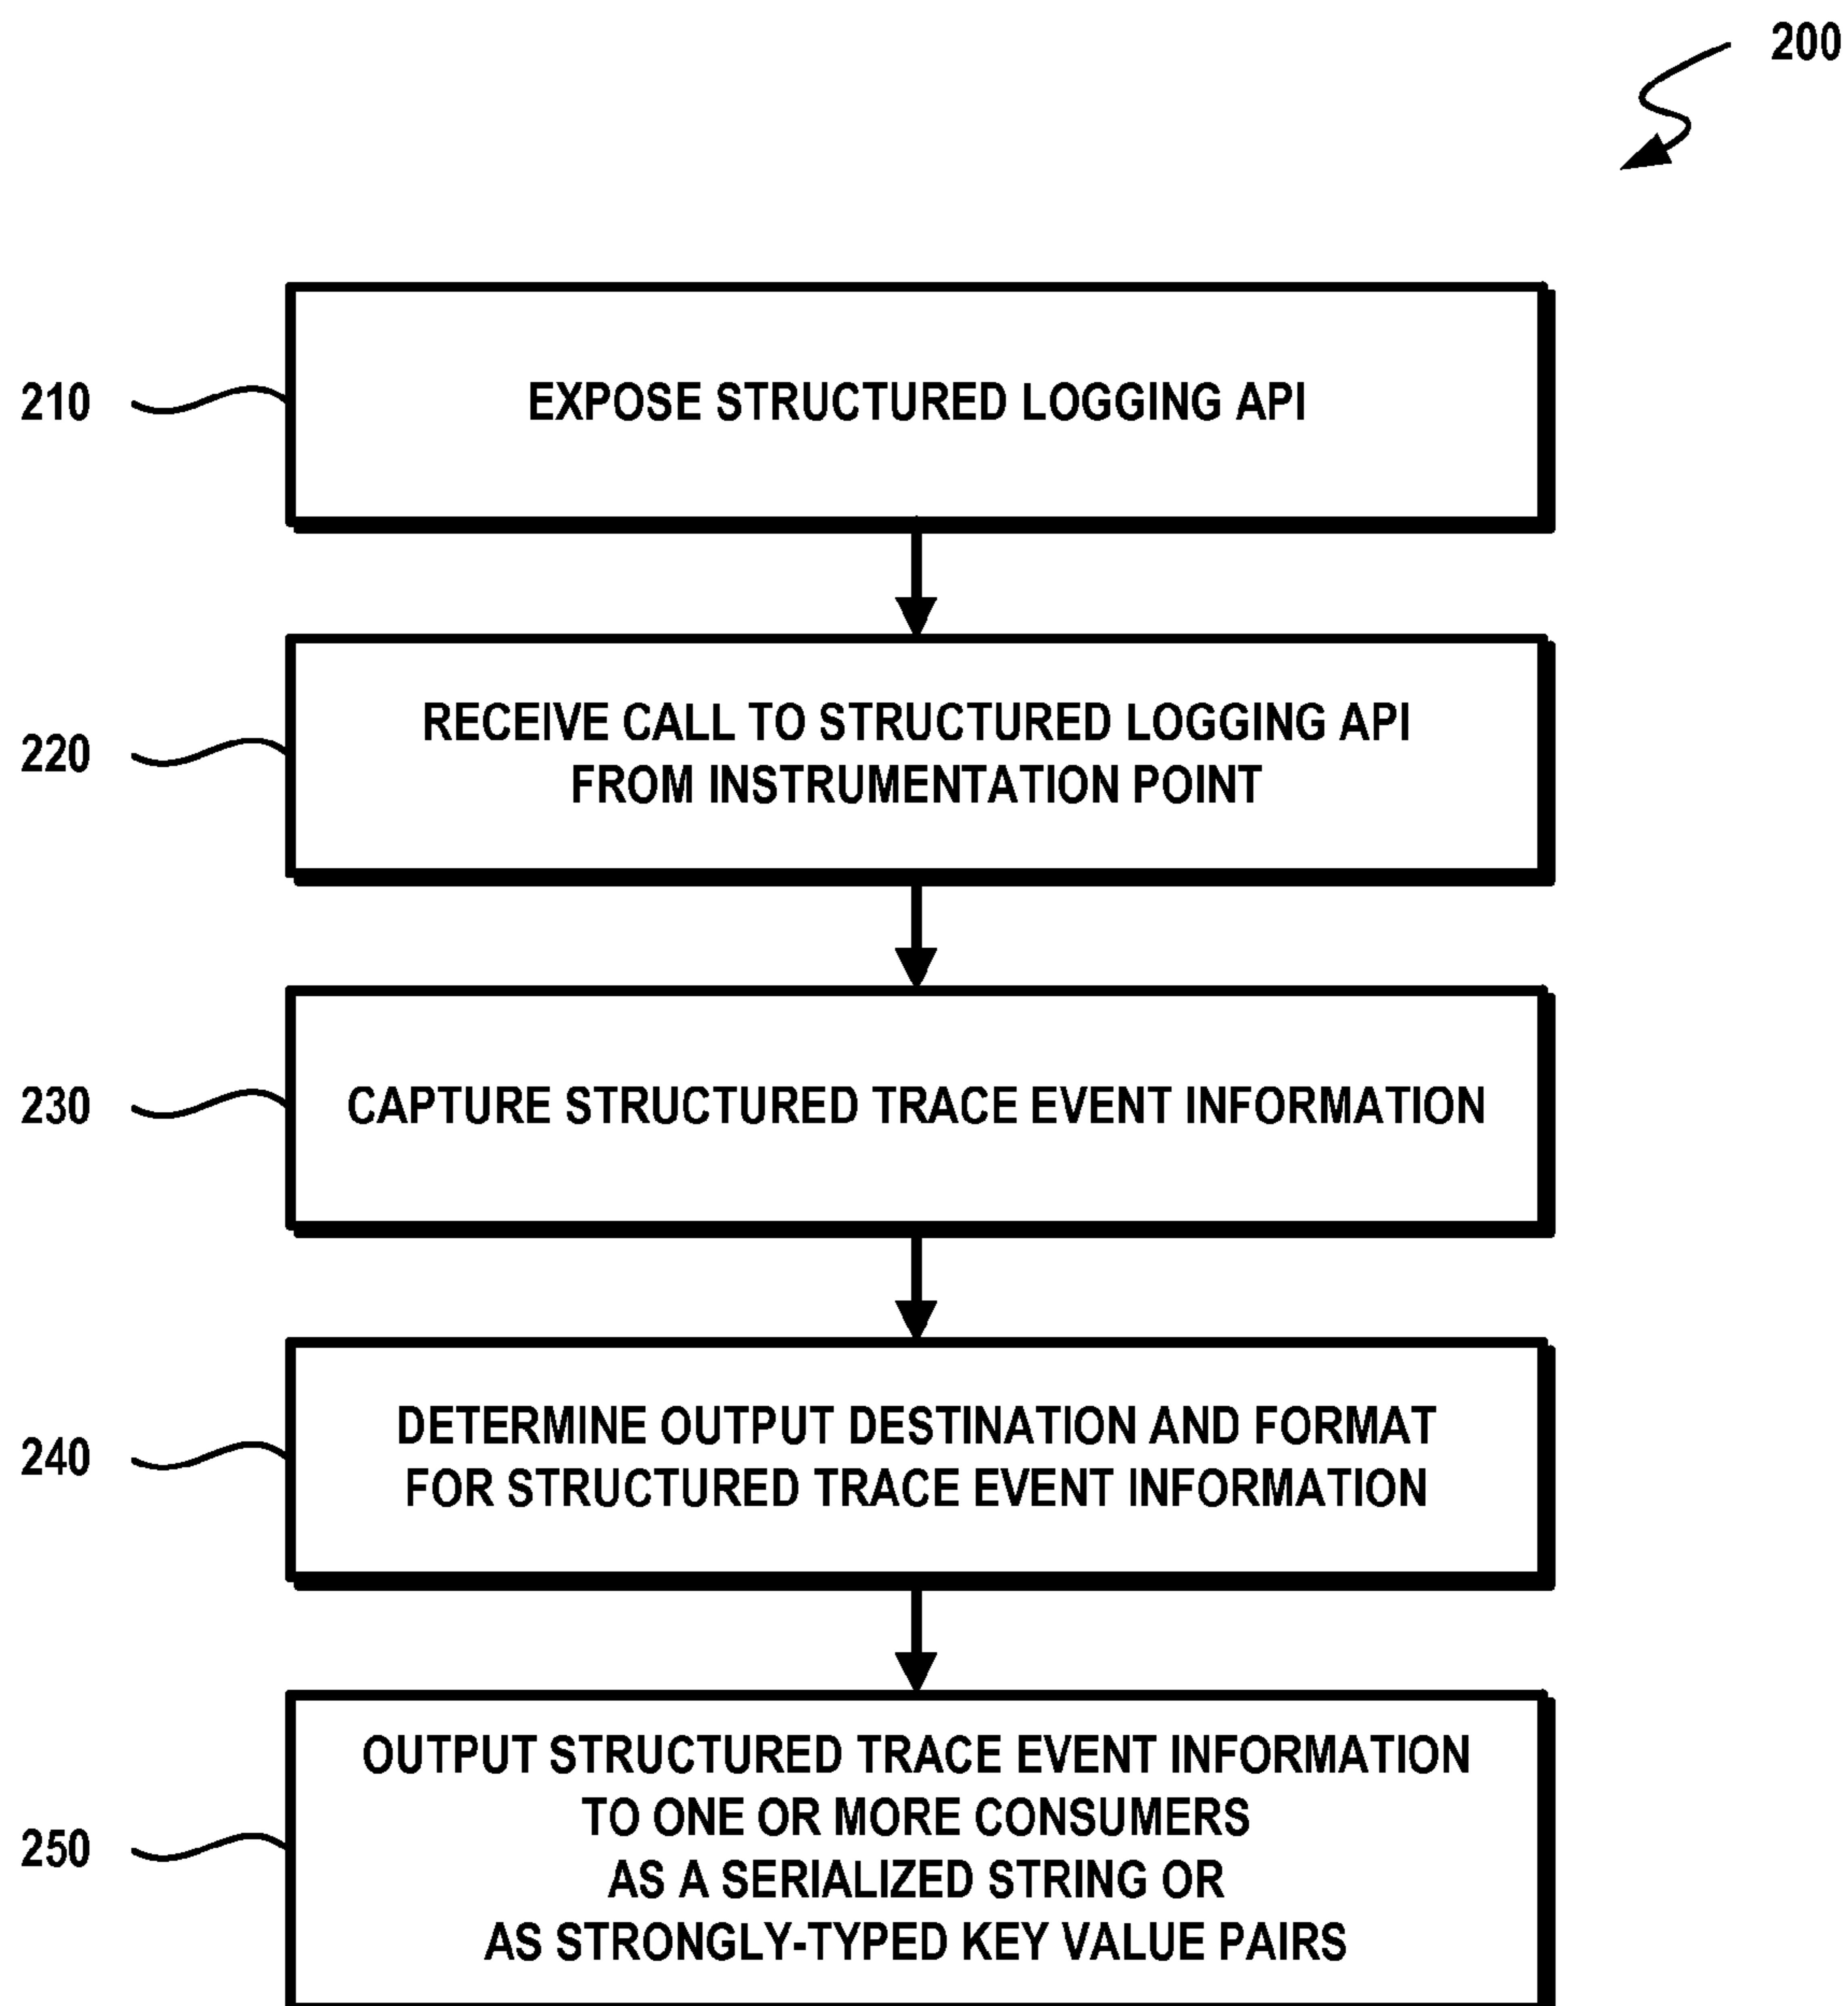 200
210
EXPOSE STRUCTURED LOGGING API
220
RECEIVE CALL TO STRUCTURED LOGGING API
FROM INSTRUMENTATION POINT
230
CAPTURE STRUCTURED TRACE EVENT INFORMATION
240
DETERMINE OUTPUT DESTINATION AND FORMAT
FOR STRUCTURED TRACE EVENT INFORMATION
250
OUTPUT STRUCTURED TRACE EVENT INFORMATION
TO ONE OR MORE CONSUMERS
AS A SERIALIZED STRING OR
AS STRONGLY-TYPED KEY VALUE PAIRS